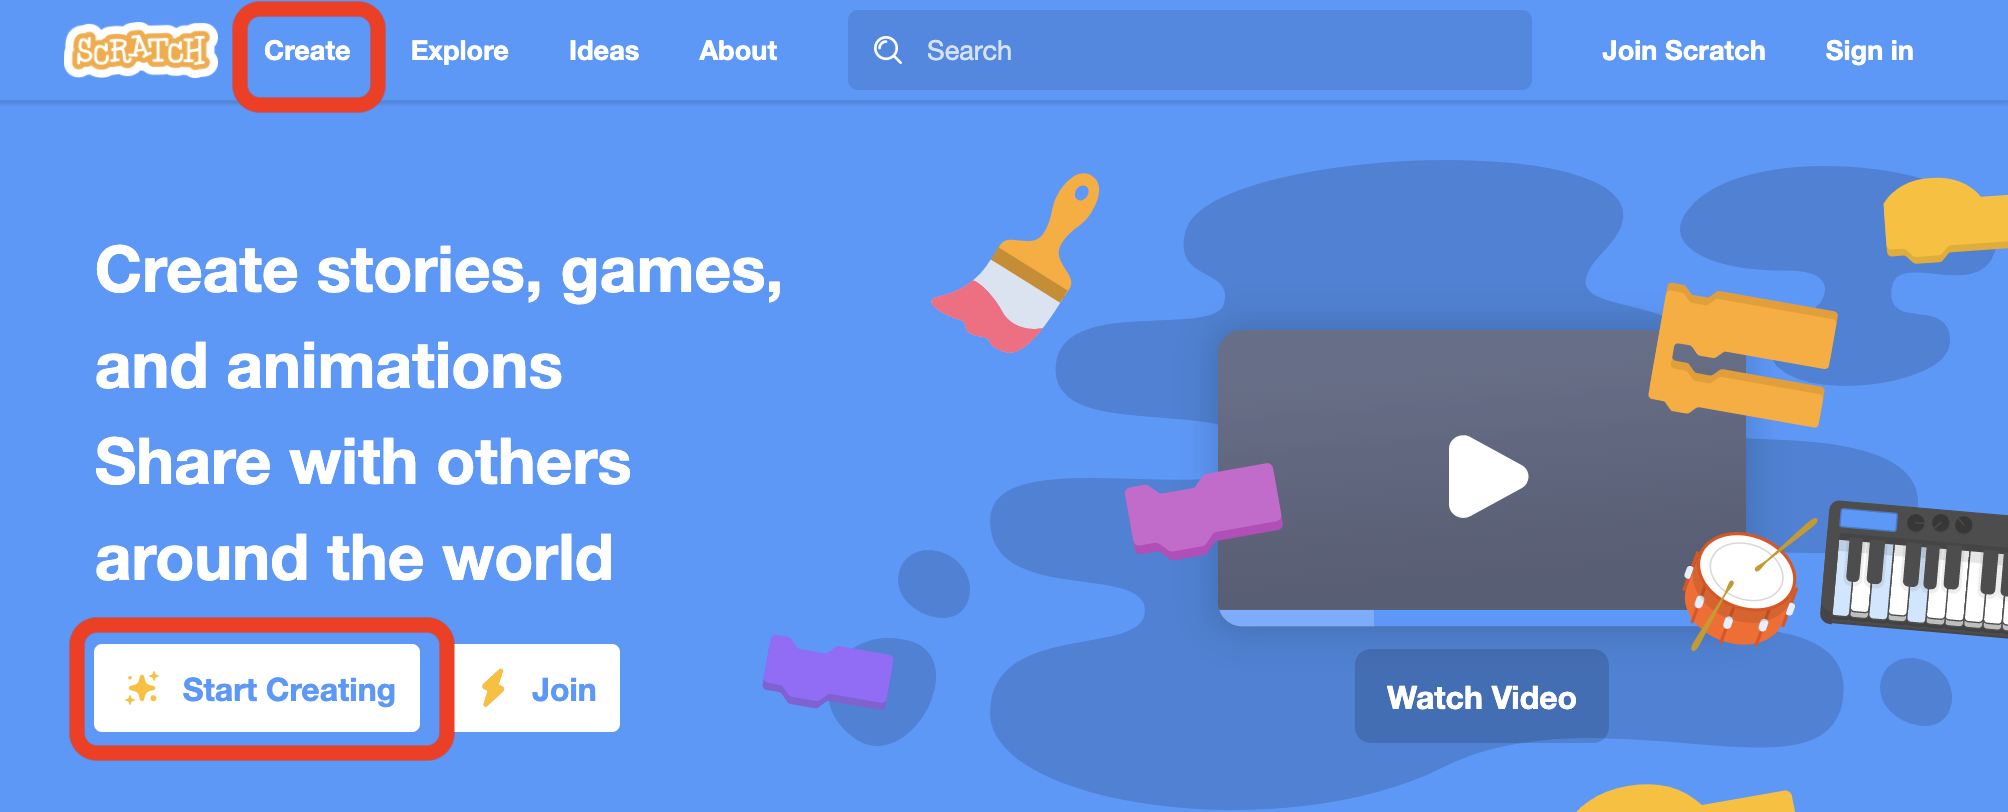 SCRATCH
Create
Explore
Ideas
About
Search
Join Scratch
Sign in
Create stories, games,
and animations
Share with others
around the world
Start Creating
Join
Watch Video